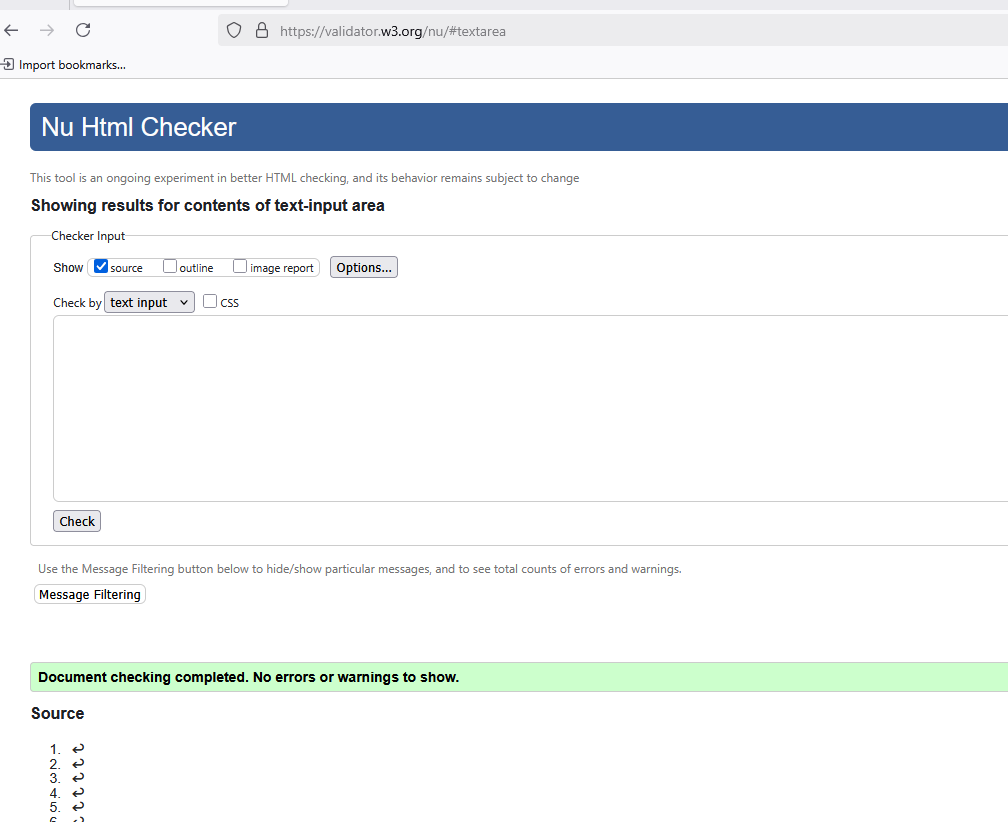 https://validator.w3.org/nu/#textarea
Import bookmarks...
Nu Html Checker
This tool is an ongoing experiment in better HTML checking, and its behavior remains subject to change
Showing results for contents of text-input area
Checker Input
Show source outline image report Options...
Check by text input CSS
Check
Use the Message Filtering button below to hide/show particular messages, and to see total counts of errors and warnings.
Message Filtering
Document checking completed. No errors or warnings to show.
Source
1. ↩
2. ↩
3. ↩
4. ↩
5. ↩